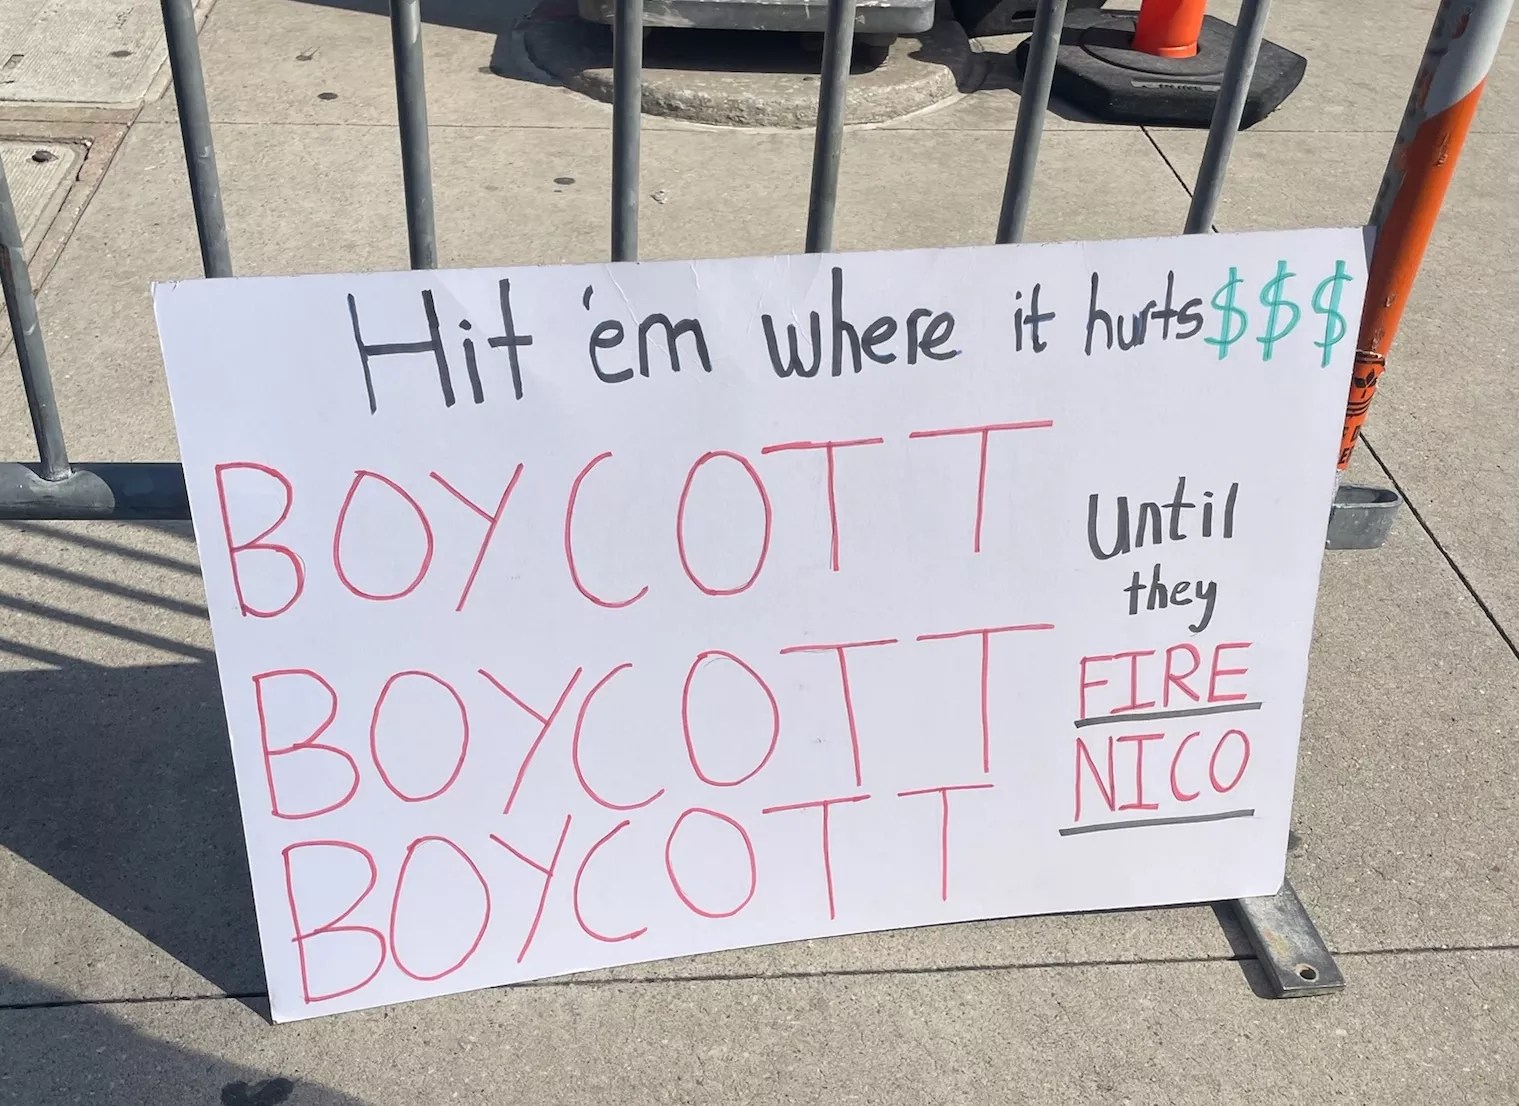 Hit 'em where it hurts $$$
BOYCOTT
BOYCOTT
BOYCOTT
Until
they
FIRE
NICO